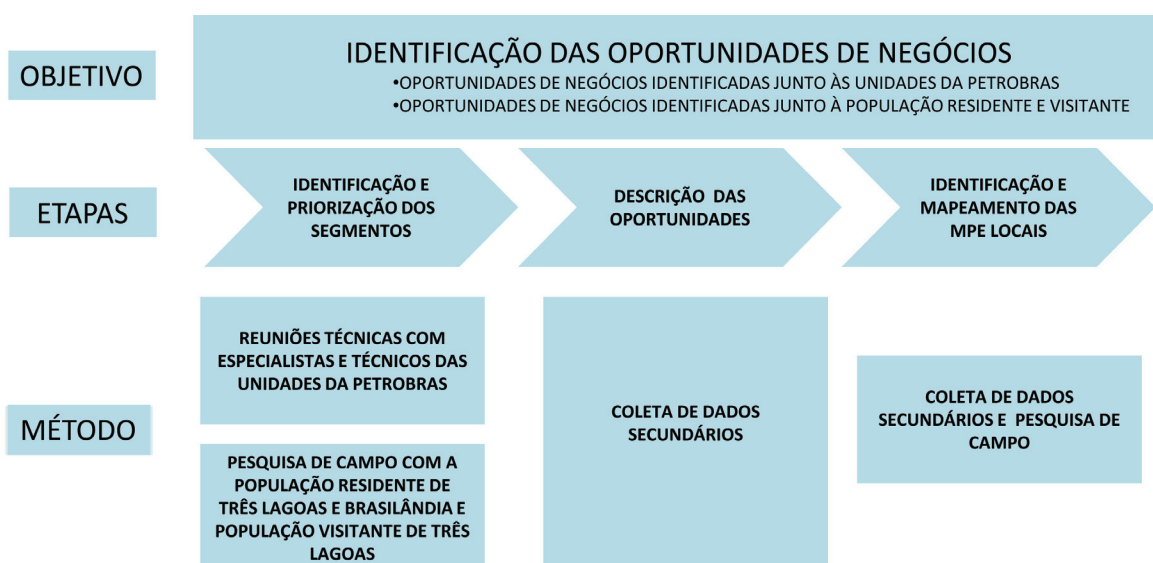 OBJETIVO
IDENTIFICAÇÃO DAS OPORTUNIDADES DE NEGÓCIOS
•OPORTUNIDADES DE NEGÓCIOS IDENTIFICADAS JUNTO ÀS UNIDADES DA PETROBRAS
•OPORTUNIDADES DE NEGÓCIOS IDENTIFICADAS JUNTO À POPULAÇÃO RESIDENTE E VISITANTE
ETAPAS
IDENTIFICAÇÃO E
PRIORIZAÇÃO DOS
SEGMENTOS
DESCRIÇÃO DAS
OPORTUNIDADES
IDENTIFICAÇÃO E
MAPEAMENTO DAS
MPE LOCAIS
MÉTODO
REUNIÕES TÉCNICAS COM
ESPECIALISTAS E TÉCNICOS DAS
UNIDADES DA PETROBRAS
PESQUISA DE CAMPO COM A
POPULAÇÃO RESIDENTE DE
TRÊS LAGOAS E BRASILÂNDIA E
POPULAÇÃO VISITANTE DE TRÊS
LAGOAS
COLETA DE DADOS
SECUNDÁRIOS
COLETA DE DADOS
SECUNDÁRIOS E PESQUISA DE
CAMPO